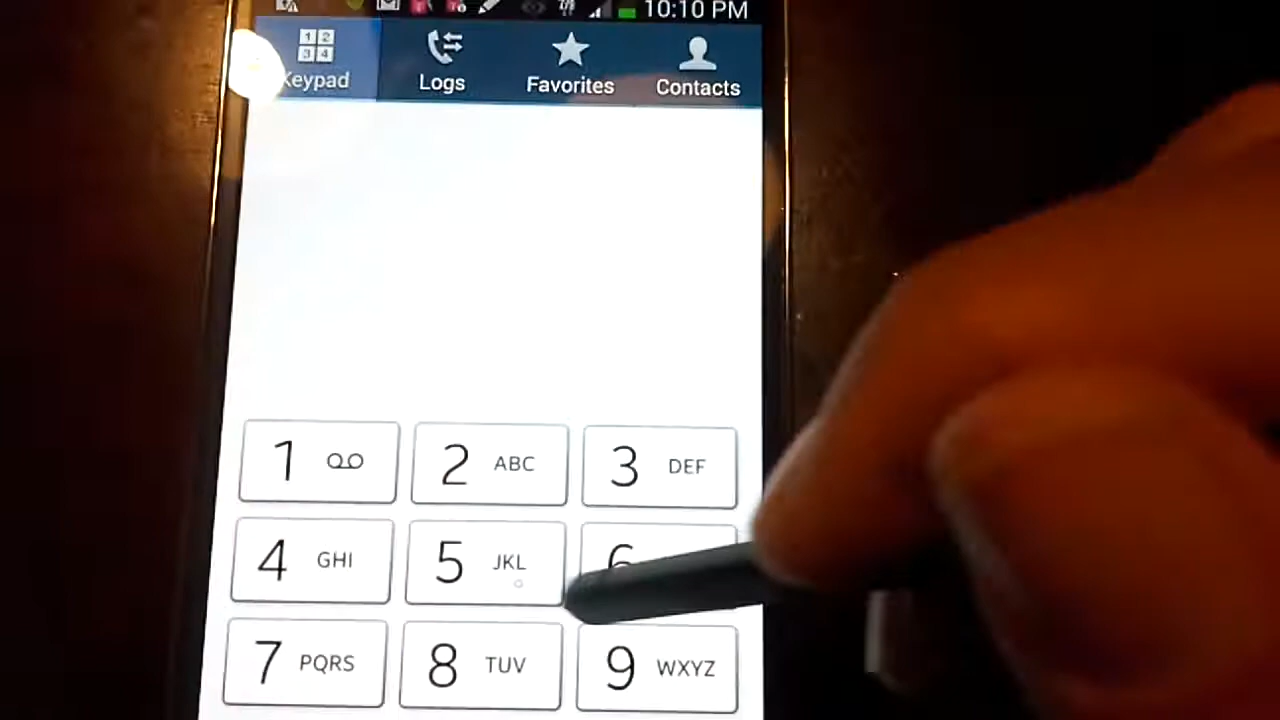 10:10 PM
Keypad Logs Favorites Contacts
1 2 ABC 3 DEF
4 GHI 5 JKL 6
7 PQRS 8 TUV 9 WXYZ